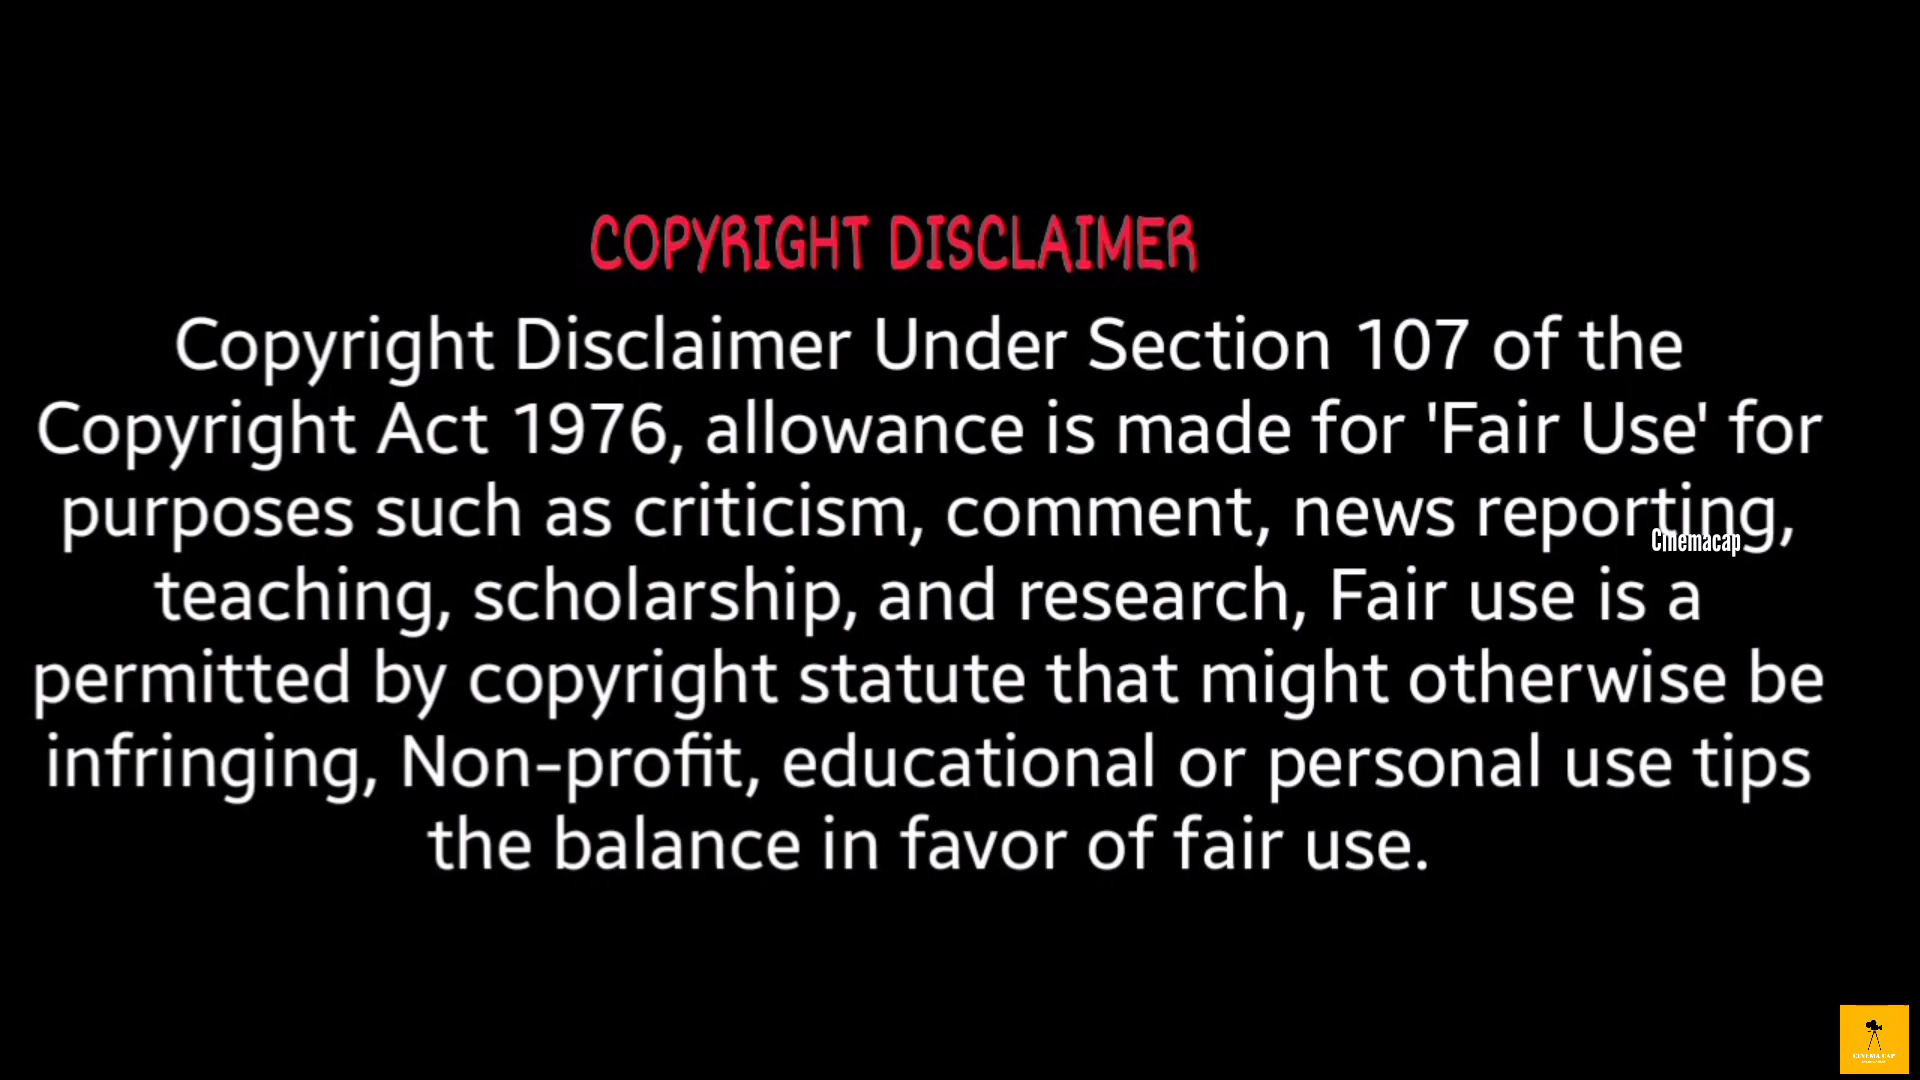 COPYRIGHT DISCLAIMER
Copyright Disclaimer Under Section 107 of the
Copyright Act 1976, allowance is made for 'Fair Use' for
purposes such as criticism, comment, news reporting,
Cinemacap
teaching, scholarship, and research, Fair use is a
permitted by copyright statute that might otherwise be
infringing, Non-profit, educational or personal use tips
the balance in favor of fair use.
CINEMA CAP